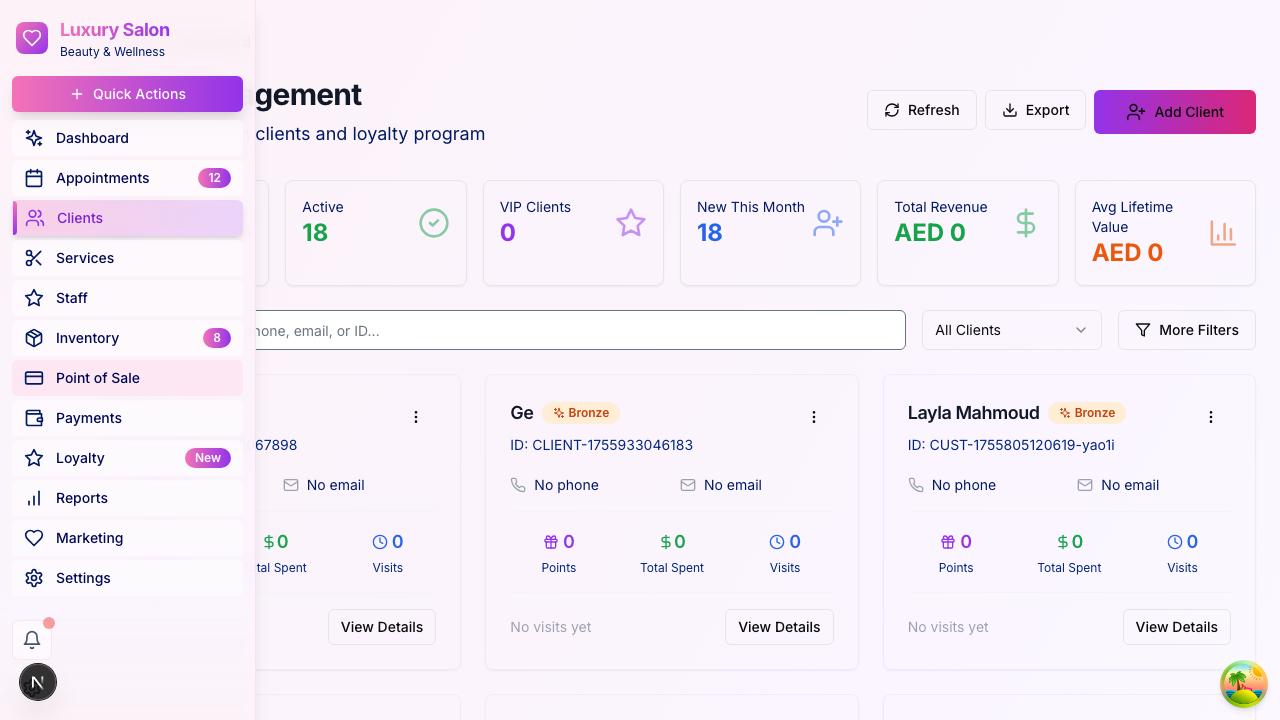 Luxury Salon
Beauty & Wellness
Quick Actions
Dashboard
Appointments 12
Clients
Services
Staff
Inventory 8
Point of Sale
Payments
Loyalty New
Reports
Marketing
Settings
N
gement
clients and loyalty program
Refresh
Export
Add Client
Active
18
VIP Clients
0
New This Month
18
Total Revenue
AED 0
Avg Lifetime
Value
AED 0
hone, email, or ID...
All Clients
More Filters
67898
No email
$0
tal Spent
0
Visits
View Details
Ge Bronze
ID: CLIENT-1755933046183
No phone
No email
0
Points
$0
Total Spent
0
Visits
No visits yet
View Details
Layla Mahmoud Bronze
ID: CUST-1755805120619-yao1i
No phone
No email
0
Points
$0
Total Spent
0
Visits
No visits yet
View Details